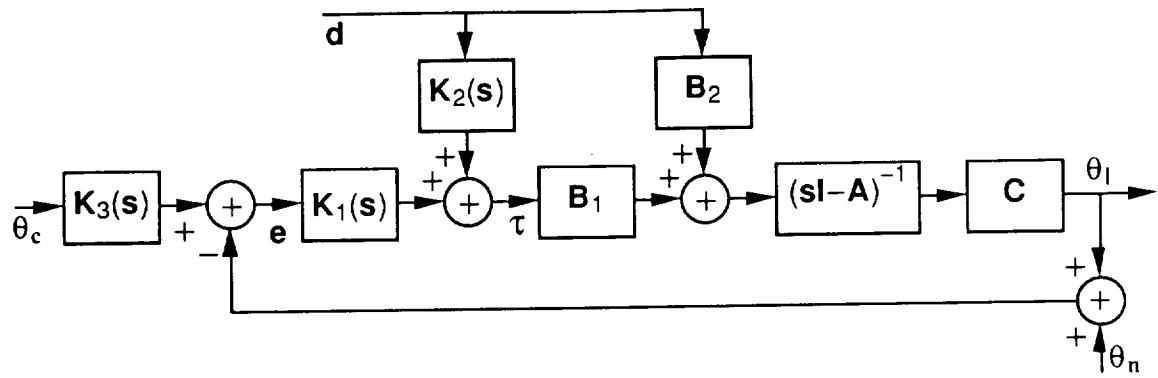 d
K₂(s)
B₂
+
+
+
+
θc
K₃(s)
+
+
−
e
K₁(s)
+
τ
B₁
+
(sI−A)⁻¹
C
θl
+
+
+
θn